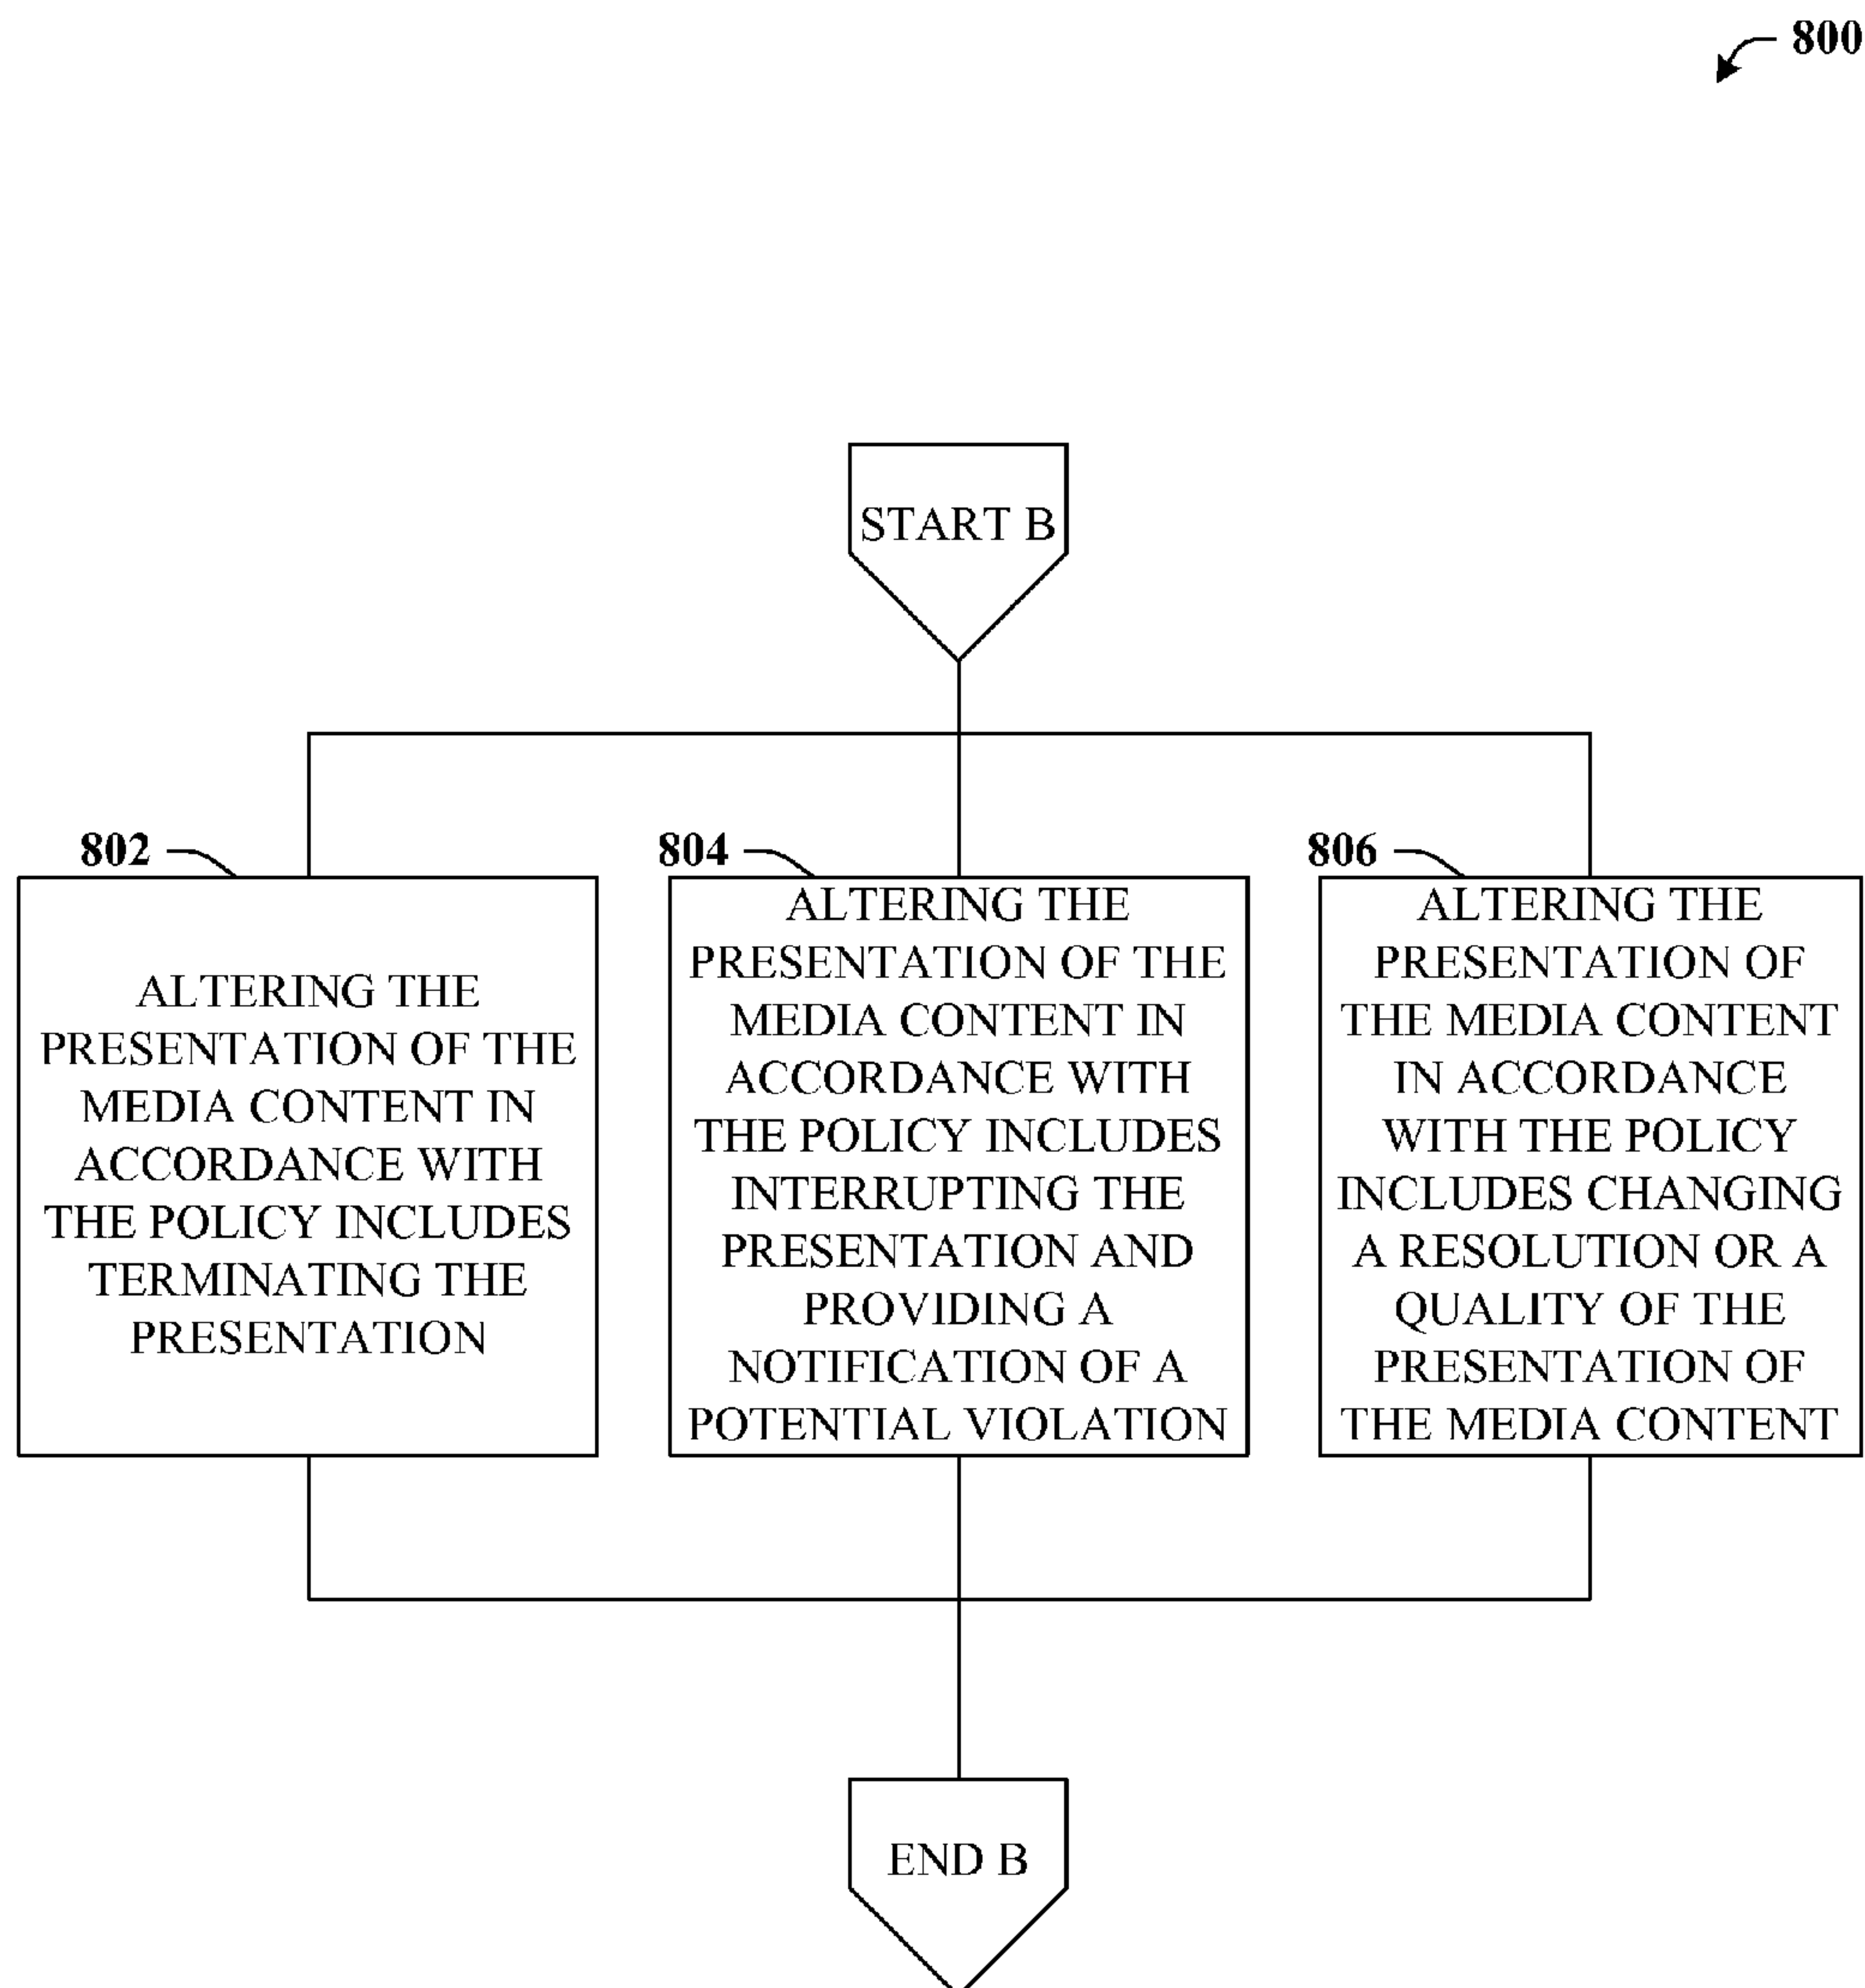 800
START B
802
ALTERING THE
PRESENTATION OF THE
MEDIA CONTENT IN
ACCORDANCE WITH
THE POLICY INCLUDES
TERMINATING THE
PRESENTATION
804
ALTERING THE
PRESENTATION OF THE
MEDIA CONTENT IN
ACCORDANCE WITH
THE POLICY INCLUDES
INTERRUPTING THE
PRESENTATION AND
PROVIDING A
NOTIFICATION OF A
POTENTIAL VIOLATION
806
ALTERING THE
PRESENTATION OF
THE MEDIA CONTENT
IN ACCORDANCE
WITH THE POLICY
INCLUDES CHANGING
A RESOLUTION OR A
QUALITY OF THE
PRESENTATION OF
THE MEDIA CONTENT
END B